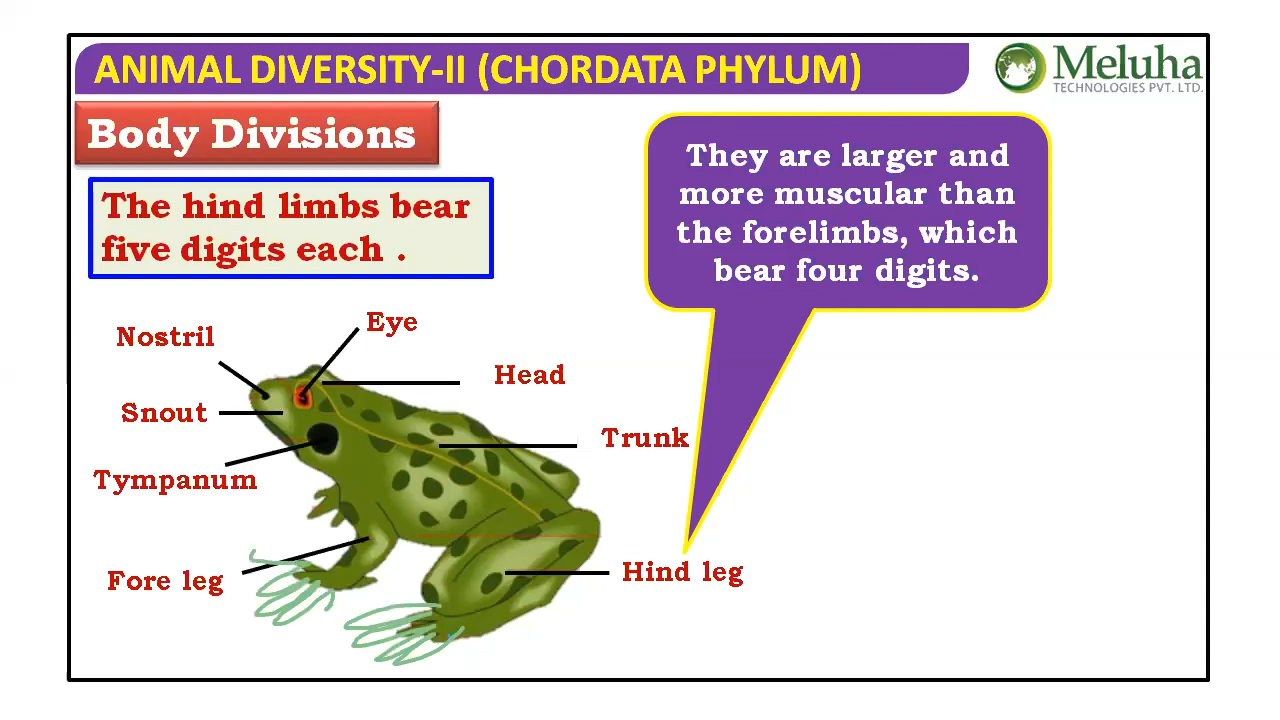 ANIMAL DIVERSITY-II (CHORDATA PHYLUM)
Meluha
TECHNOLOGIES PVT. LTD.
Body Divisions
The hind limbs bear
five digits each .
They are larger and
more muscular than
the forelimbs, which
bear four digits.
Nostril
Eye
Head
Snout
Trunk
Tympanum
Fore leg
Hind leg